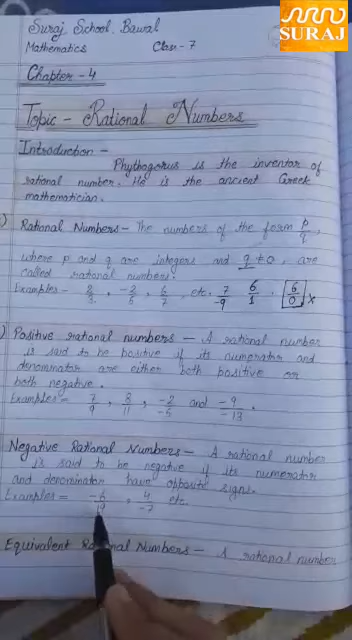 Suraj School, Bawal
Mathematics Class-7
SURAJ
Chapter-4
Topic - Rational Numbers
Introduction -
Phythogorus is the inventor of
rational number. He is the ancient Greek
mathematician.
) Rational Numbers - The numbers of the form p/q,
where p and q are integers and q ≠ 0, are
called rational numbers.
Examples - 2/3, -2/5, 6/7, etc. 7/-9 6/1 . 6/0 x
) Positive rational numbers - A rational number
is said to be positive if its numerator and
denominator are either both positive or
both negative.
Examples = 7/9, 8/11, -2/-5 and -9/-13.
Negative Rational Numbers - A rational number
is said to be negative if its numerator
and denominator have opposite signs.
Examples = -6/19, 4/-7 etc.
Equivalent Rational Numbers - A rational number